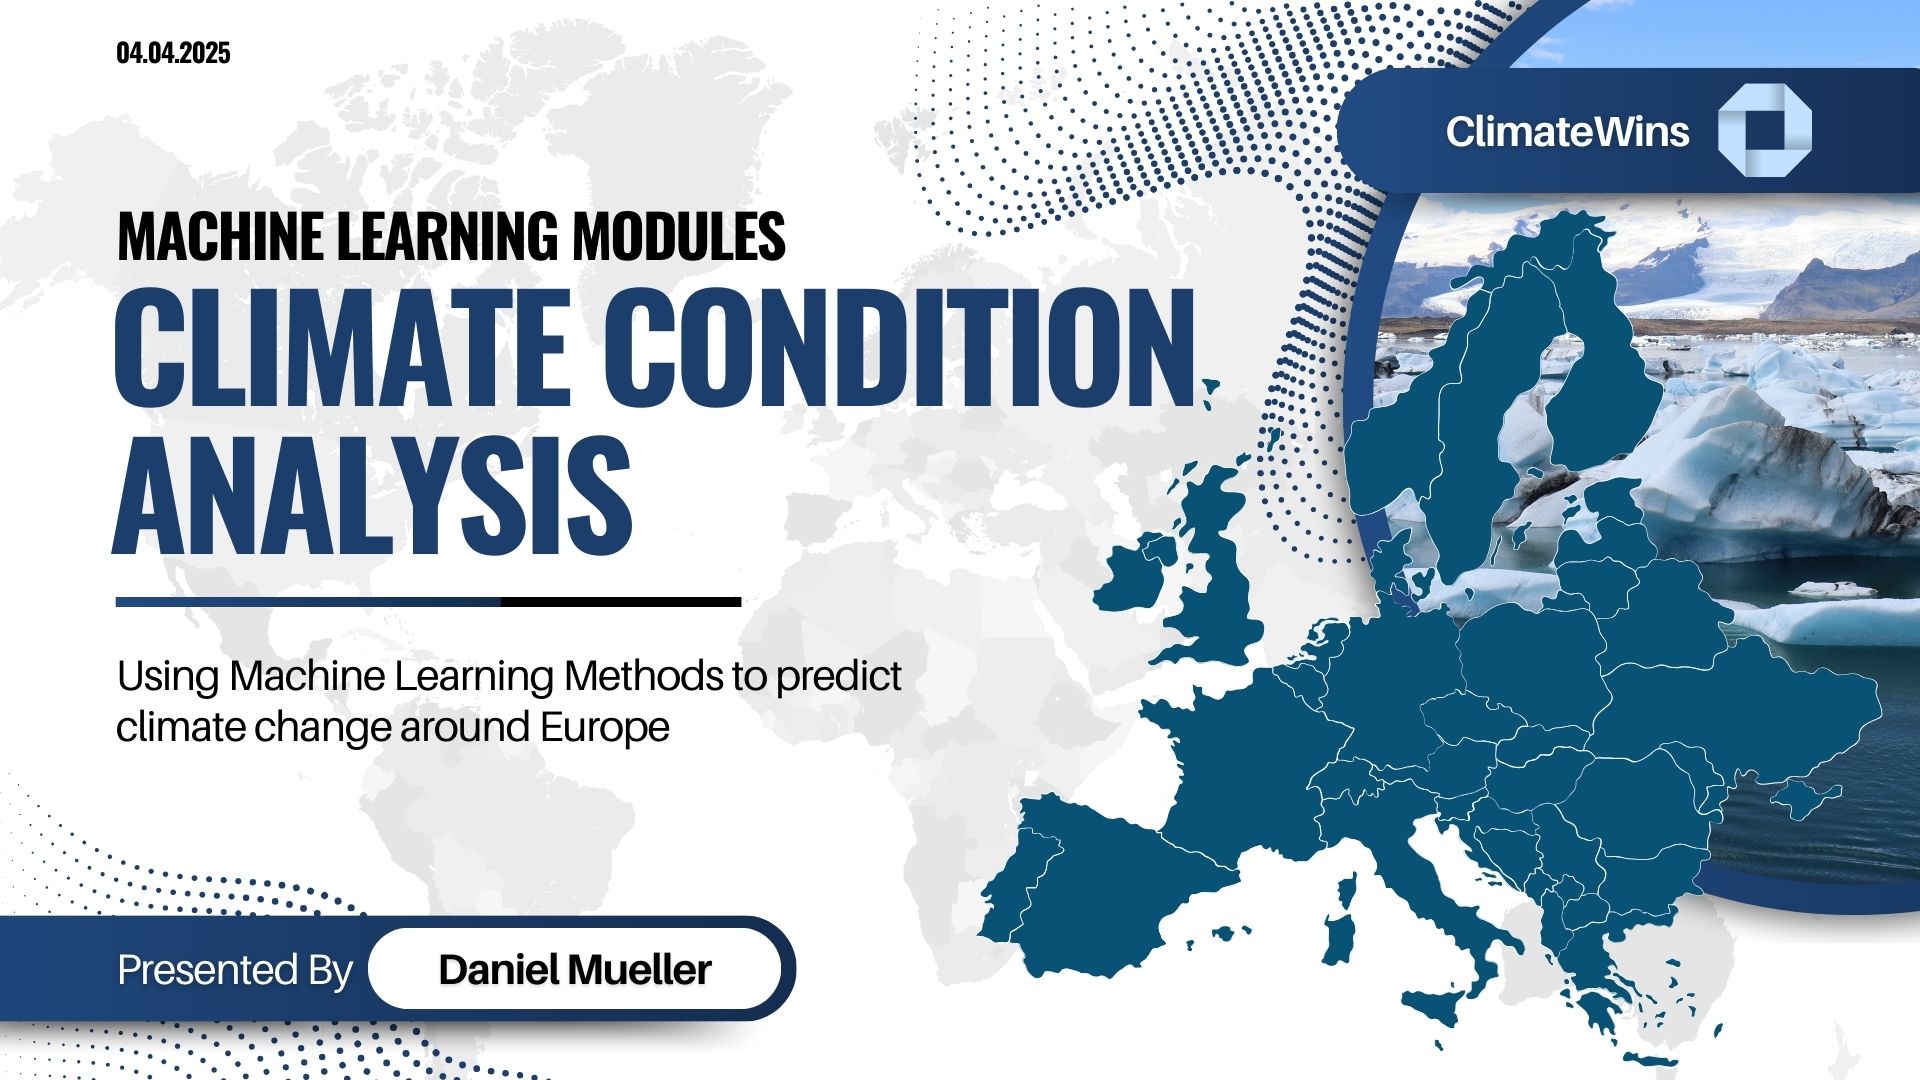 04.04.2025
ClimateWins
MACHINE LEARNING MODULES
CLIMATE CONDITION
ANALYSIS
Using Machine Learning Methods to predict
climate change around Europe
Presented By Daniel Mueller